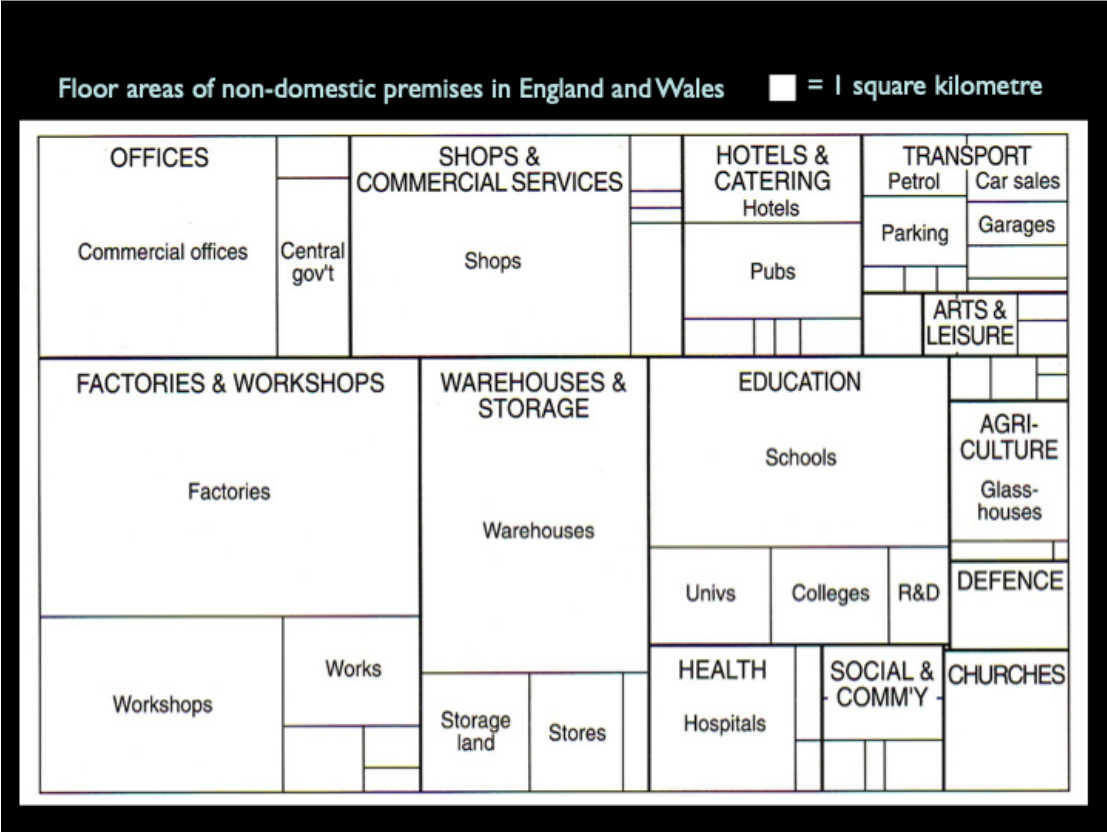 Floor areas of non-domestic premises in England and Wales
= 1 square kilometre
OFFICES
Commercial offices
Central
gov't
SHOPS &
COMMERCIAL SERVICES
Shops
HOTELS &
CATERING
Hotels
Pubs
TRANSPORT
Petrol
Car sales
Parking
Garages
ARTS &
LEISURE
FACTORIES & WORKSHOPS
Factories
Workshops
Works
WAREHOUSES &
STORAGE
Warehouses
Storage
land
Stores
EDUCATION
Schools
Univs
Colleges
R&D
AGRI-
CULTURE
Glass-
houses
DEFENCE
HEALTH
Hospitals
SOCIAL &
COMM'Y
CHURCHES